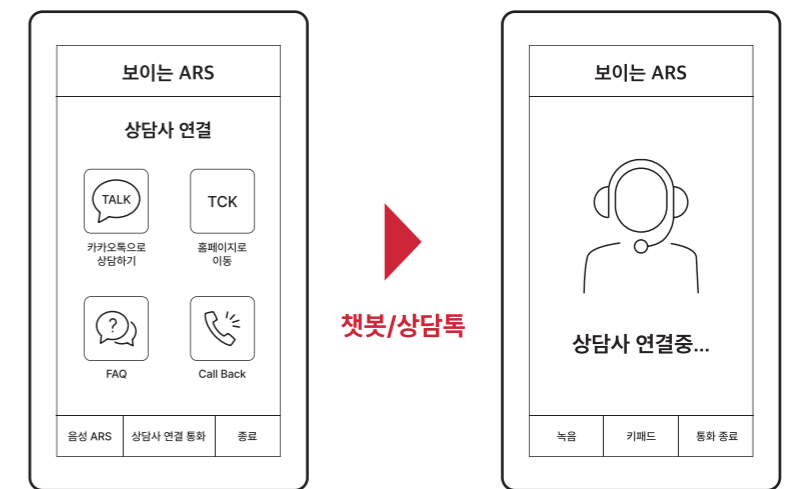 보이는 ARS
상담사 연결
TALK
TCK
카카오톡으로
상담하기
홈페이지로
이동
?
FAQ
Call Back
음성 ARS
상담사 연결 통화
종료
챗봇/상담톡
보이는 ARS
상담사 연결중...
녹음
키패드
통화 종료